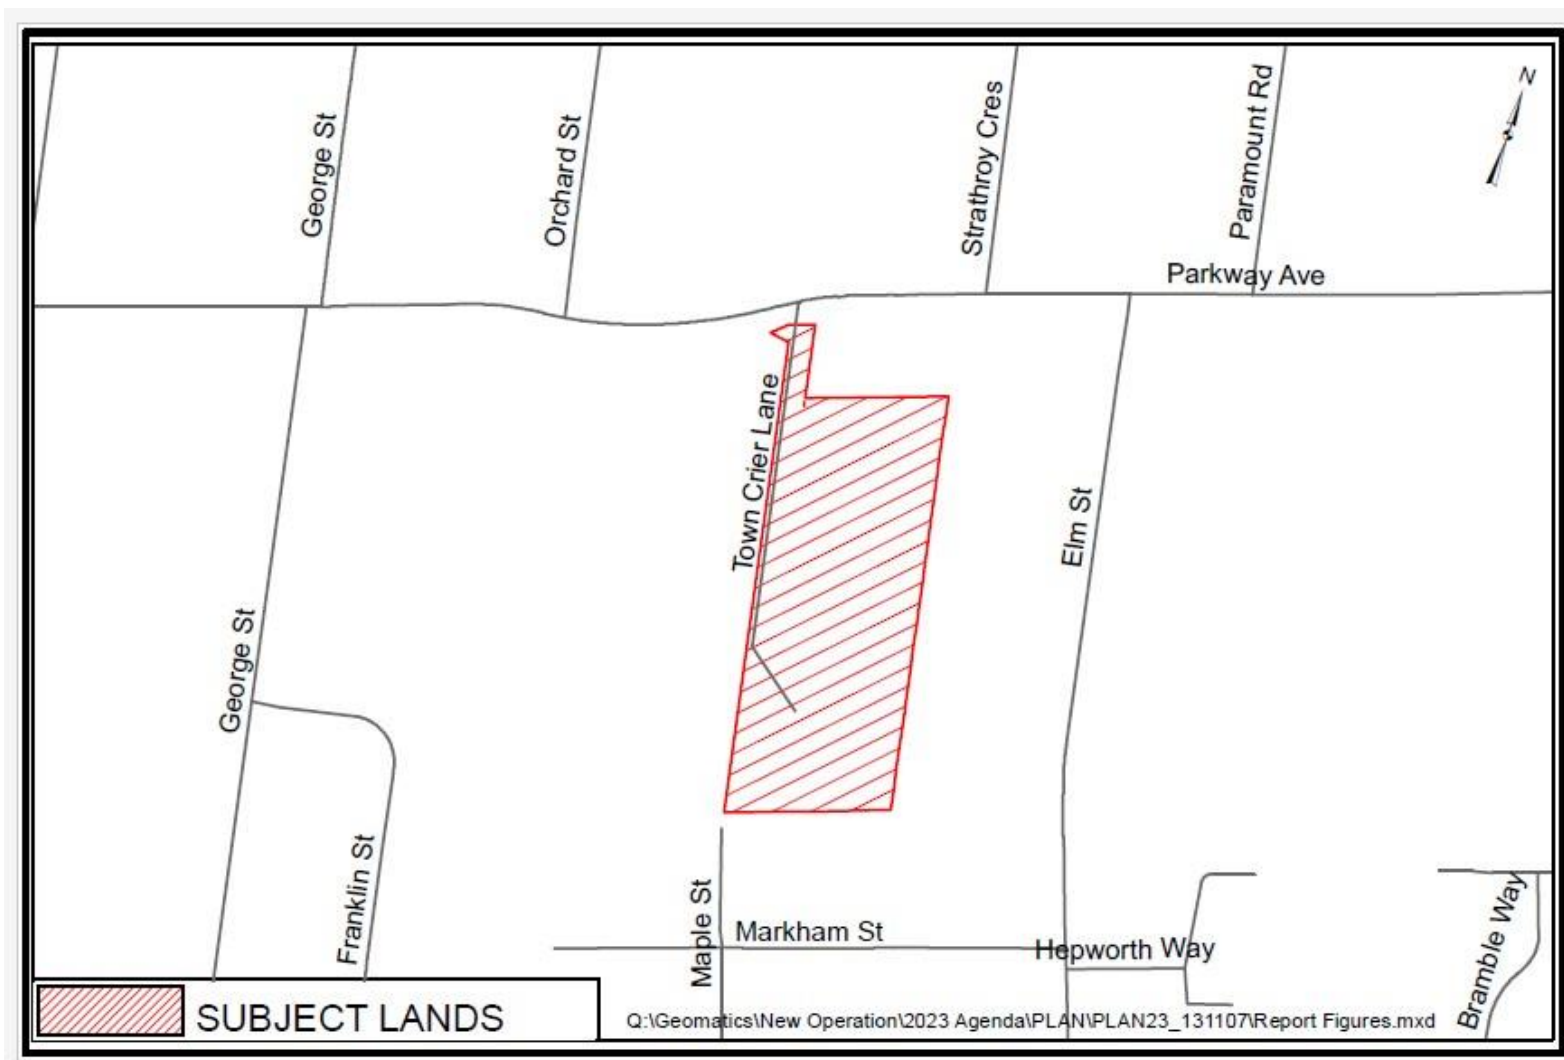 George St
Orchard St
Strathroy Cres
Paramount Rd
N
Parkway Ave
Town Crier Lane
Elm St
George St
Franklin St
Maple St
Markham St
Hepworth Way
Bramble Way
SUBJECT LANDS
Q:\Geomatics\New Operation\2023 Agenda\PLAN\PLAN23_131107\Report Figures.mxd